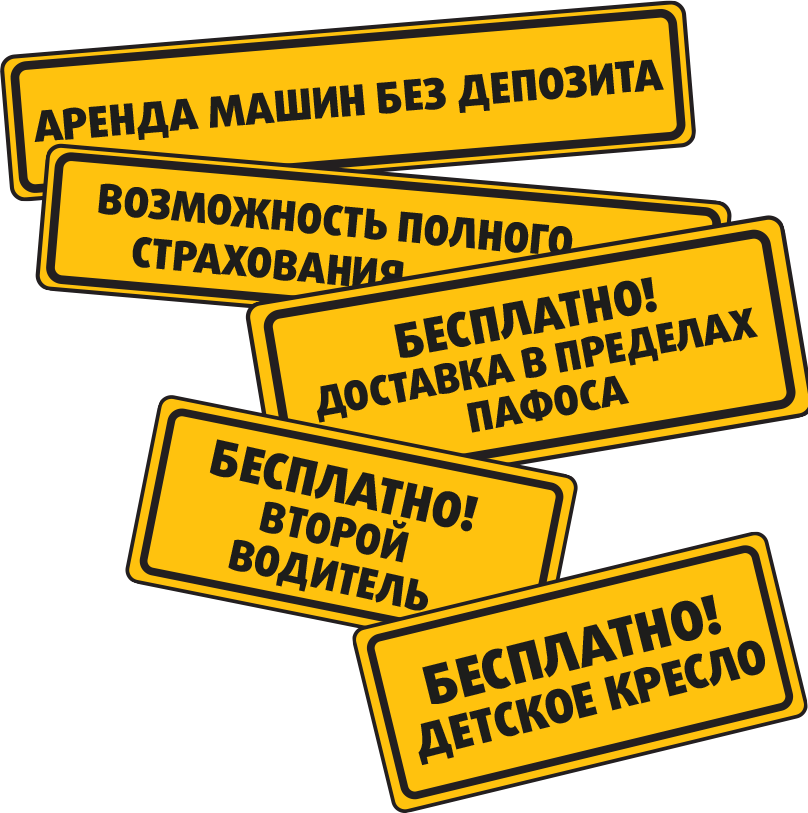 АРЕНДА МАШИН БЕЗ ДЕПОЗИТА
ВОЗМОЖНОСТЬ ПОЛНОГО
СТРАХОВАНИЯ
БЕСПЛАТНО!
ДОСТАВКА В ПРЕДЕЛАХ
ПАФОСА
БЕСПЛАТНО!
ВТОРОЙ
ВОДИТЕЛЬ
БЕСПЛАТНО!
ДЕТСКОЕ КРЕСЛО